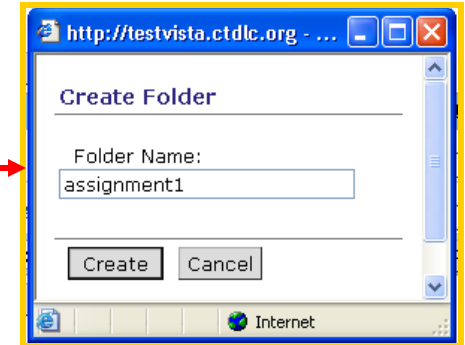 http://testvista.ctdlc.org - ...
Create Folder
Folder Name:
assignment1
Create Cancel
Internet